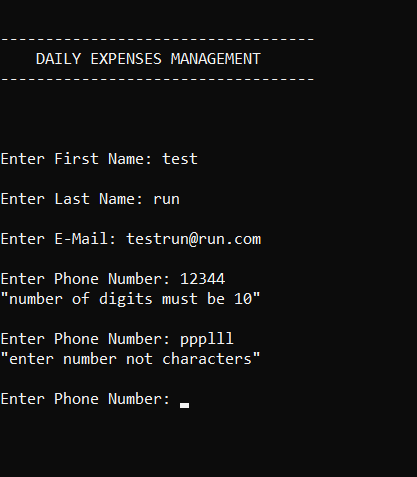 -----------------------------------
DAILY EXPENSES MANAGEMENT
-----------------------------------
Enter First Name: test
Enter Last Name: run
Enter E-Mail: testrun@run.com
Enter Phone Number: 12344
"number of digits must be 10"
Enter Phone Number: ppplll
"enter number not characters"
Enter Phone Number: